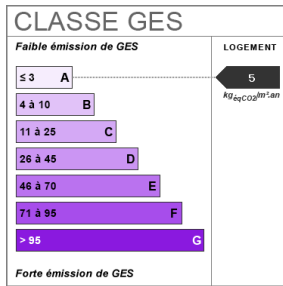 CLASSE GES
Faible émission de GES
LOGEMENT
≤ 3 A
5
kgéqCO2/m².an
4 à 10 B
11 à 25 C
26 à 45 D
46 à 70 E
71 à 95 F
> 95 G
Forte émission de GES